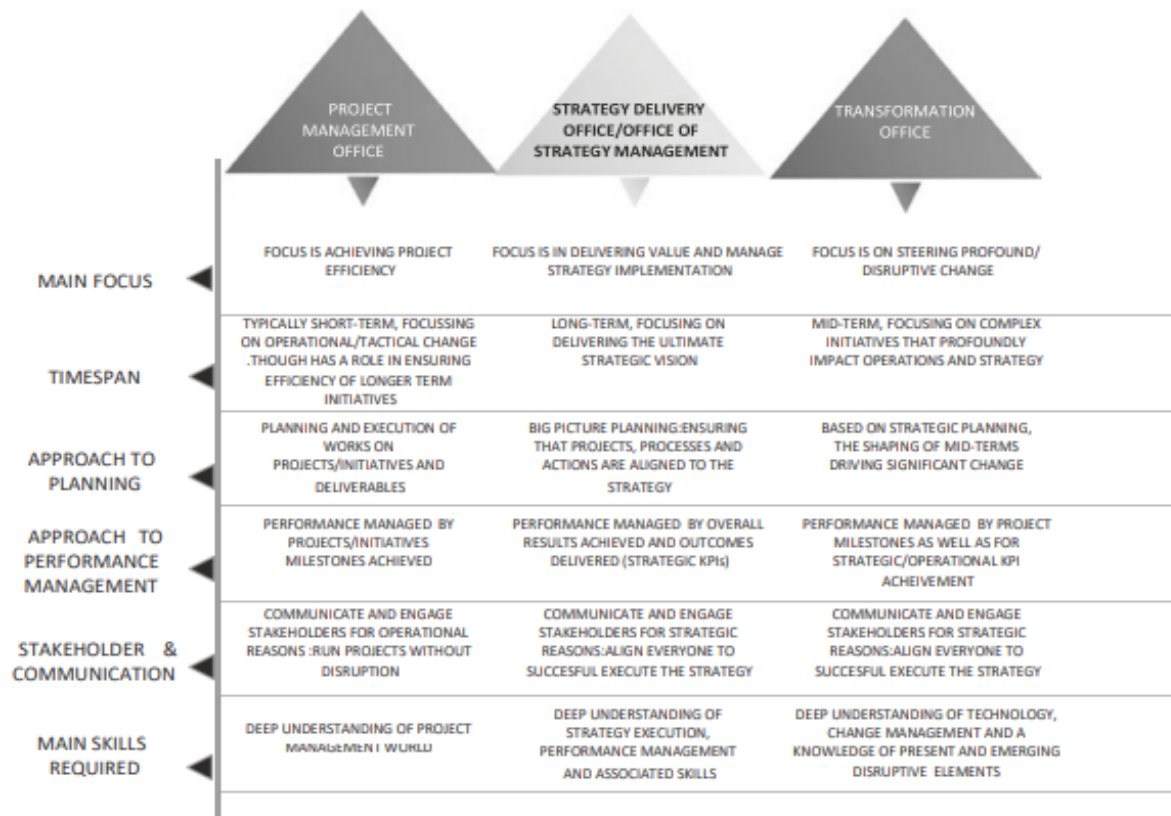 PROJECT
MANAGEMENT
OFFICE
STRATEGY DELIVERY
OFFICE/OFFICE OF
STRATEGY MANAGEMENT
TRANSFORMATION
OFFICE
MAIN FOCUS
FOCUS IS ACHIEVING PROJECT
EFFICIENCY
FOCUS IS IN DELIVERING VALUE AND MANAGE
STRATEGY IMPLEMENTATION
FOCUS IS ON STEERING PROFOUND/
DISRUPTIVE CHANGE
TIMESPAN
TYPICALLY SHORT-TERM, FOCUSSING
ON OPERATIONAL/TACTICAL CHANGE
.THOUGH HAS A ROLE IN ENSURING
EFFICIENCY OF LONGER TERM
INITIATIVES
LONG-TERM, FOCUSING ON
DELIVERING THE ULTIMATE
STRATEGIC VISION
MID-TERM, FOCUSING ON COMPLEX
INITIATIVES THAT PROFOUNDLY
IMPACT OPERATIONS AND STRATEGY
APPROACH TO
PLANNING
PLANNING AND EXECUTION OF
WORKS ON
PROJECTS/INITIATIVES AND
DELIVERABLES
BIG PICTURE PLANNING:ENSURING
THAT PROJECTS, PROCESSES AND
ACTIONS ARE ALIGNED TO THE
STRATEGY
BASED ON STRATEGIC PLANNING,
THE SHAPING OF MID-TERMS
DRIVING SIGNIFICANT CHANGE
APPROACH TO
PERFORMANCE
MANAGEMENT
PERFORMANCE MANAGED BY
PROJECTS/INITIATIVES
MILESTONES ACHIEVED
PERFORMANCE MANAGED BY OVERALL
RESULTS ACHIEVED AND OUTCOMES
DELIVERED (STRATEGIC KPIs)
PERFORMANCE MANAGED BY PROJECT
MILESTONES AS WELL AS FOR
STRATEGIC/OPERATIONAL KPI
ACHEIVEMENT
STAKEHOLDER &
COMMUNICATION
COMMUNICATE AND ENGAGE
STAKEHOLDERS FOR OPERATIONAL
REASONS :RUN PROJECTS WITHOUT
DISRUPTION
COMMUNICATE AND ENGAGE
STAKEHOLDERS FOR STRATEGIC
REASONS:ALIGN EVERYONE TO
SUCCESFUL EXECUTE THE STRATEGY
COMMUNICATE AND ENGAGE
STAKEHOLDERS FOR STRATEGIC
REASONS:ALIGN EVERYONE TO
SUCCESFUL EXECUTE THE STRATEGY
MAIN SKILLS
REQUIRED
DEEP UNDERSTANDING OF PROJECT
MANAGEMENT WORLD
DEEP UNDERSTANDING OF
STRATEGY EXECUTION,
PERFORMANCE MANAGEMENT
AND ASSOCIATED SKILLS
DEEP UNDERSTANDING OF TECHNOLOGY,
CHANGE MANAGEMENT AND A
KNOWLEDGE OF PRESENT AND EMERGING
DISRUPTIVE ELEMENTS